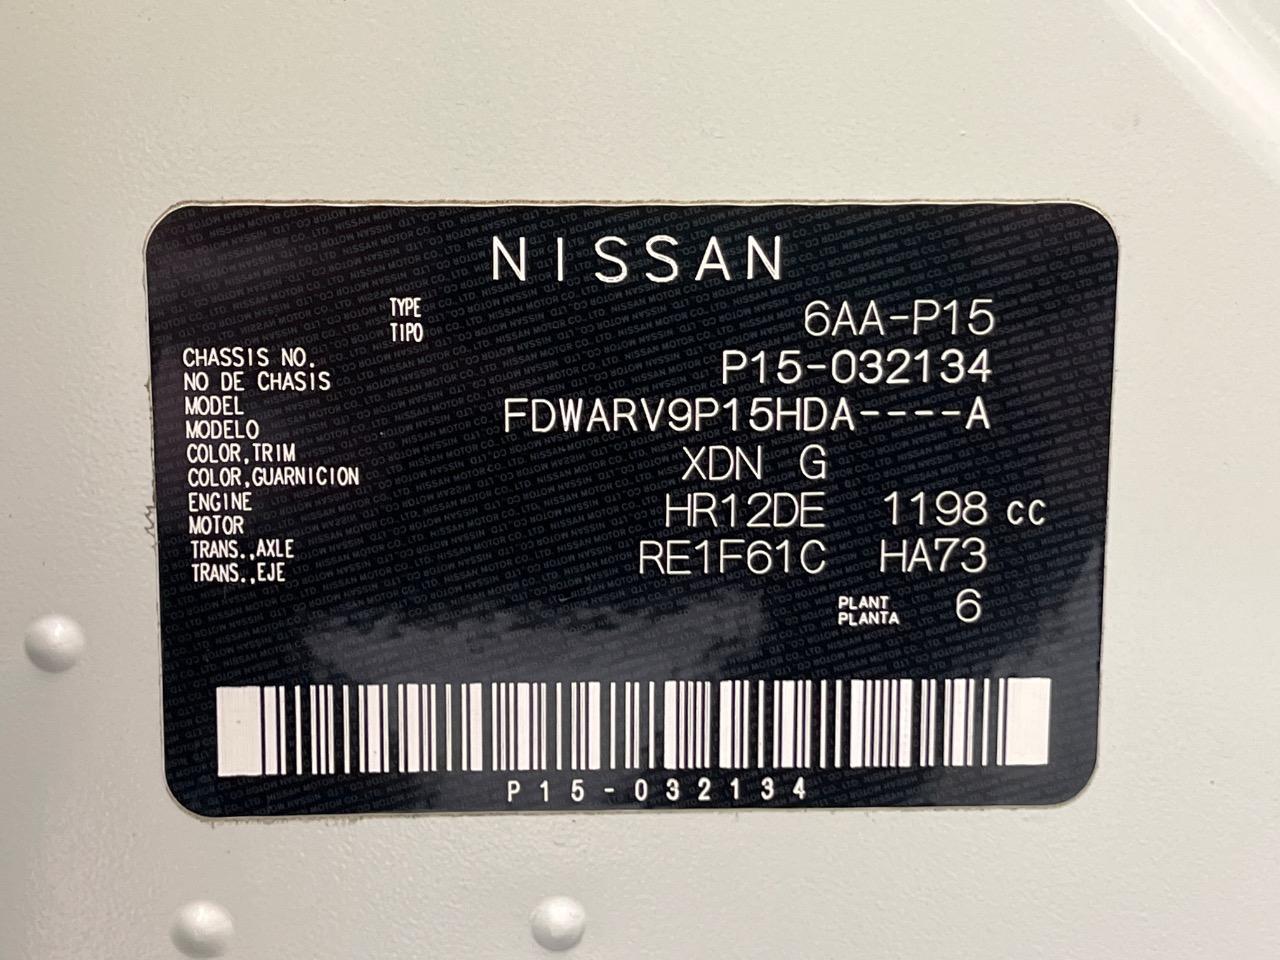 NISSAN
TYPE
TIPO 6AA-P15
CHASSIS NO.
NO DE CHASIS P15-032134
MODEL
MODELO FDWARV9P15HDA----A
COLOR,TRIM
COLOR,GUARNICION XDN G
ENGINE
MOTOR HR12DE 1198 cc
TRANS.,AXLE
TRANS.,EJE RE1F61C HA73
PLANT
PLANTA 6
P15-032134